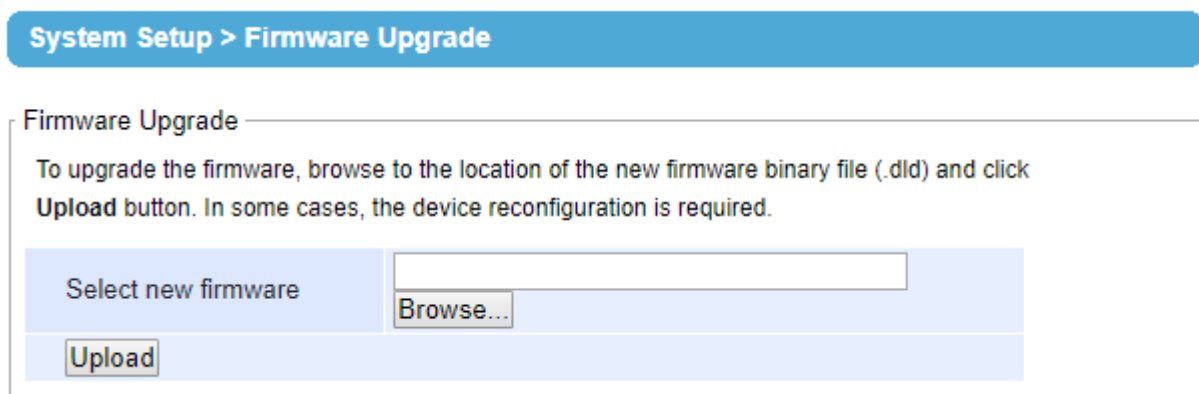 System Setup > Firmware Upgrade
Firmware Upgrade
To upgrade the firmware, browse to the location of the new firmware binary file (.dld) and click
Upload button. In some cases, the device reconfiguration is required.
Select new firmware
Browse...
Upload